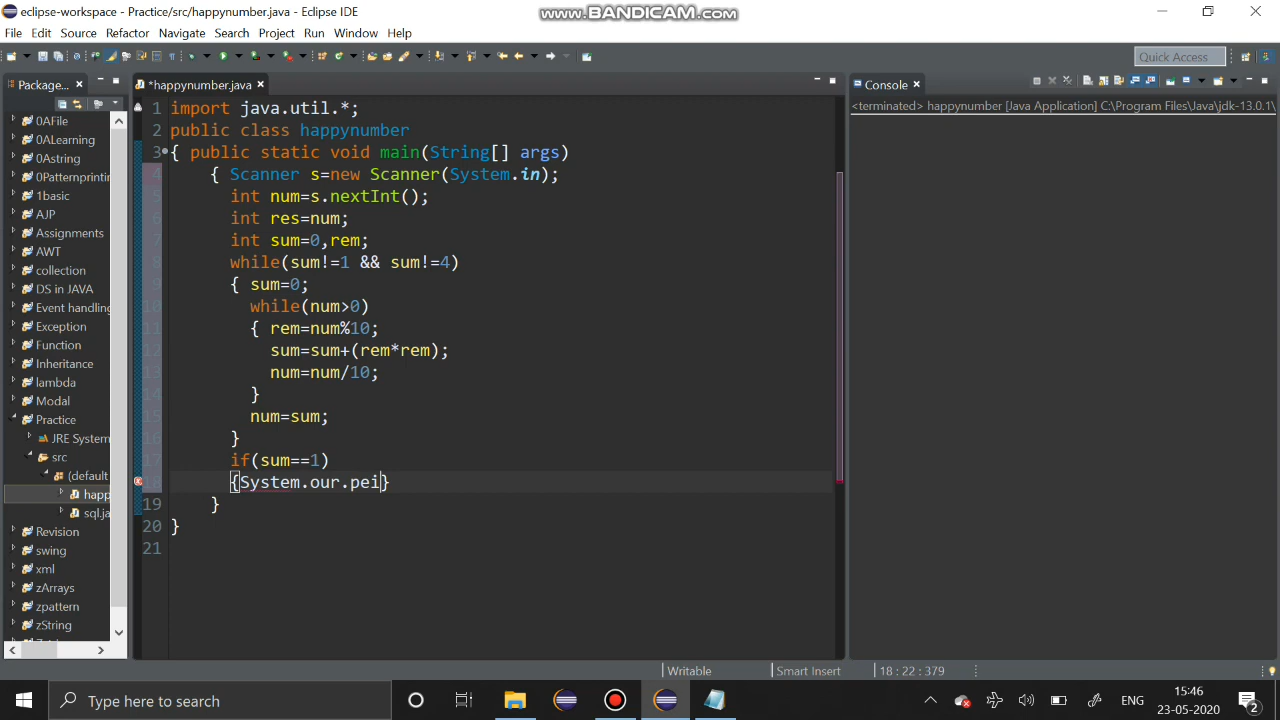 eclipse-workspace - Practice/src/happynumber.java - Eclipse IDE
www.BANDICAM.com
File Edit Source Refactor Navigate Search Project Run Window Help
Quick Access
Package...
*happynumber.java
Console
<terminated> happynumber [Java Application] C:\Program Files\Java\jdk-13.0.1\
0AFile
0ALearning
0Astring
0Patternprintin
1basic
AJP
Assignments
AWT
collection
DS in JAVA
Event handling
Exception
Function
Inheritance
lambda
Modal
Practice
JRE System
src
(default
happ
sql.ja
Revision
swing
xml
zArrays
zpattern
zString
1 import java.util.*;
2 public class happynumber
3 { public static void main(String[] args)
4 { Scanner s=new Scanner(System.in);
5 int num=s.nextInt();
6 int res=num;
7 int sum=0,rem;
8 while(sum!=1 && sum!=4)
9 { sum=0;
10 while(num>0)
11 { rem=num%10;
12 sum=sum+(rem*rem);
13 num=num/10;
14 }
15 num=sum;
16 }
17 if(sum==1)
18 {System.our.pei}
19 }
20 }
21
Writable
Smart Insert
18 : 22 : 379
Type here to search
ENG
15:46
23-05-2020
2